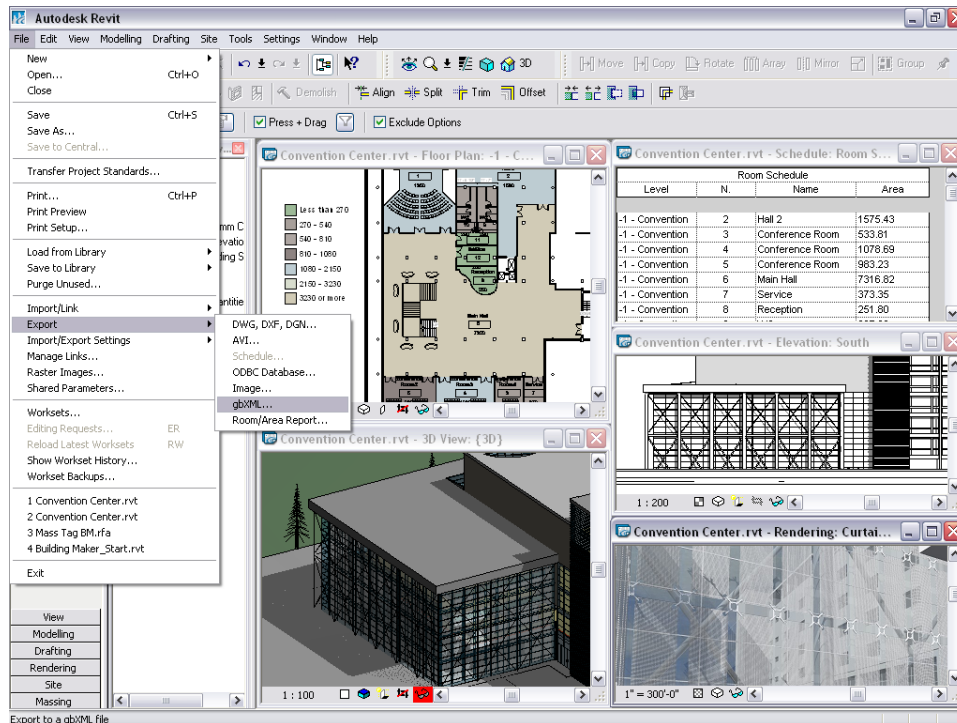 Autodesk Revit
File Edit View Modelling Drafting Site Tools Settings Window Help
New
Open... Ctrl+O
Close
Save Ctrl+S
Save As...
Save to Central...
Transfer Project Standards...
Print... Ctrl+P
Print Preview
Print Setup...
Load from Library
Save to Library
Purge Unused...
Import/Link
Export
Import/Export Settings
Manage Links...
Raster Images...
Shared Parameters...
Worksets...
Editing Requests... ER
Reload Latest Worksets RW
Show Workset History...
Workset Backups...
1 Convention Center.rvt
2 Convention Center.rvt
3 Mass Tag BM.rfa
4 Building Maker_Start.rvt
Exit
DWG, DXF, DGN...
AVI...
Schedule...
ODBC Database...
Image...
gbXML...
Room/Area Report...
3D Move Copy Rotate Array Mirror Group
Demolish Align Split Trim Offset
Press + Drag Exclude Options
Convention Center.rvt - Floor Plan: -1 - C...
Less than 270
270 - 540
540 - 810
810 - 1080
1080 - 2150
2150 - 3230
3230 or more
Reception
Main Hall
Convention Center.rvt - Schedule: Room S...
Room Schedule
Level N. Name Area
-1 - Convention 2 Hall 2 1575.43
-1 - Convention 3 Conference Room 533.81
-1 - Convention 4 Conference Room 1078.69
-1 - Convention 5 Conference Room 983.23
-1 - Convention 6 Main Hall 7316.82
-1 - Convention 7 Service 373.35
-1 - Convention 8 Reception 251.80
Convention Center.rvt - Elevation: South
1 : 200
Convention Center.rvt - 3D View: {3D}
1 : 100
Convention Center.rvt - Rendering: Curtai...
1" = 300'-0"
View
Modelling
Drafting
Rendering
Site
Massing
Export to a gbXML file